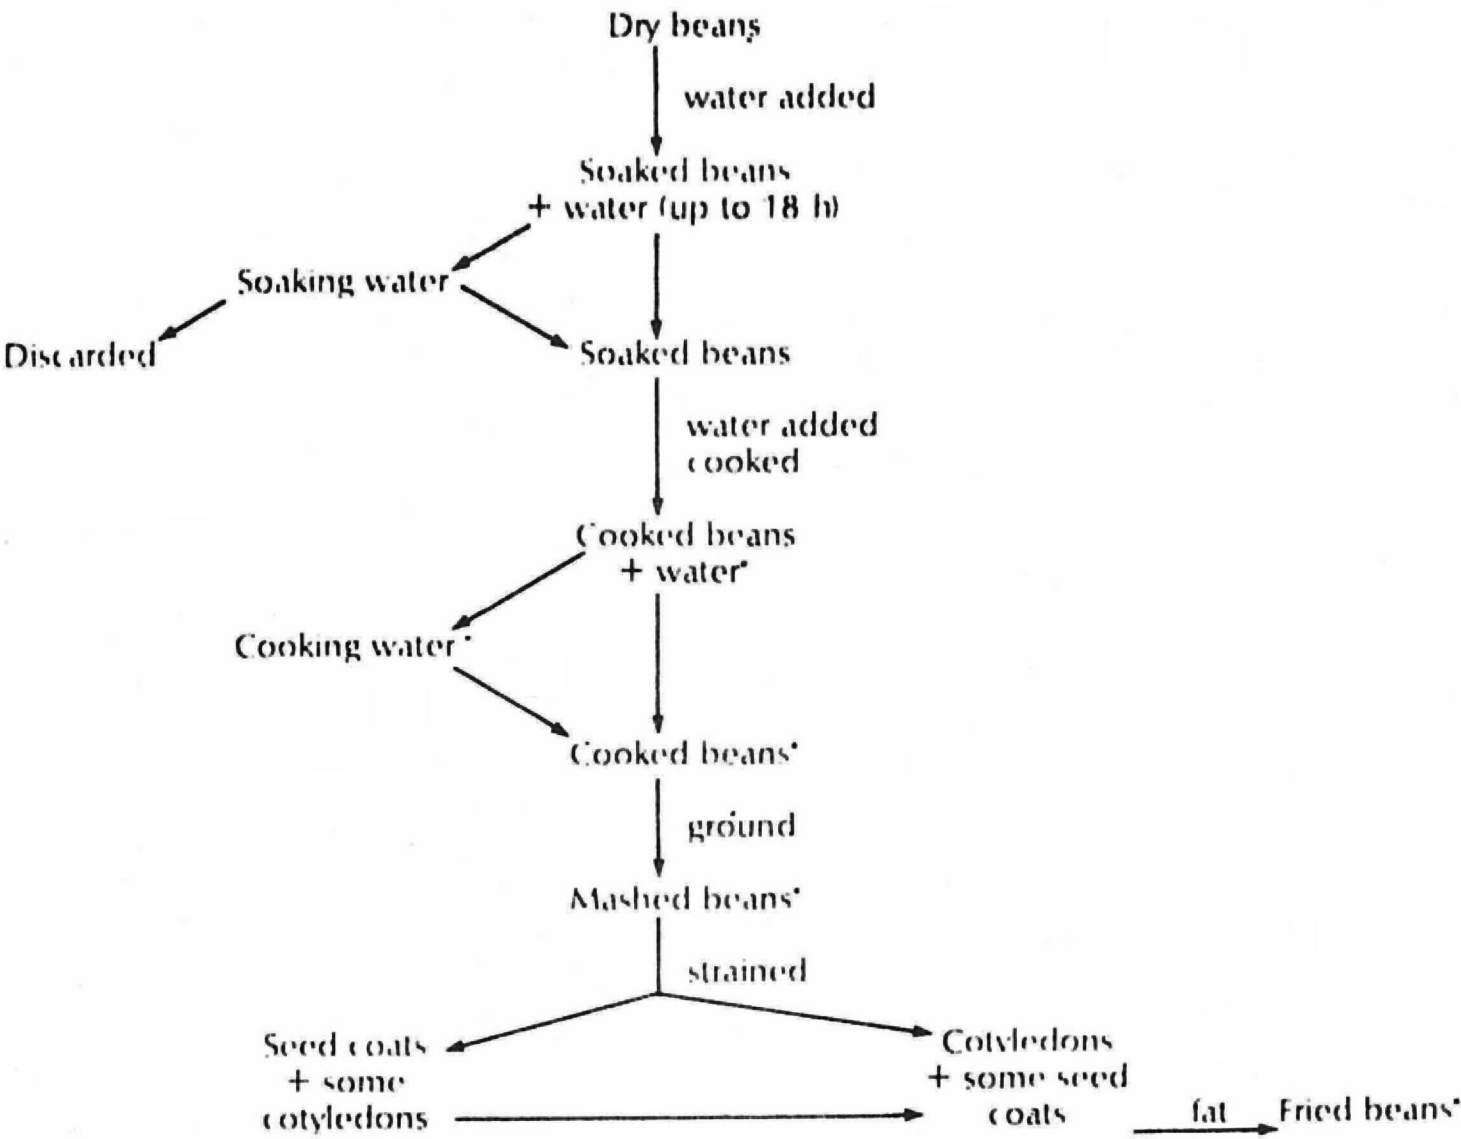 Dry beans
water added
Soaked beans
+ water (up to 18 h)
Soaking water
Discarded
Soaked beans
water added
cooked
Cooked beans
+ water*
Cooking water*
Cooked beans*
ground
Mashed beans*
strained
Seed coats
+ some
cotyledons
Cotyledons
+ some seed
coats
fat
Fried beans*